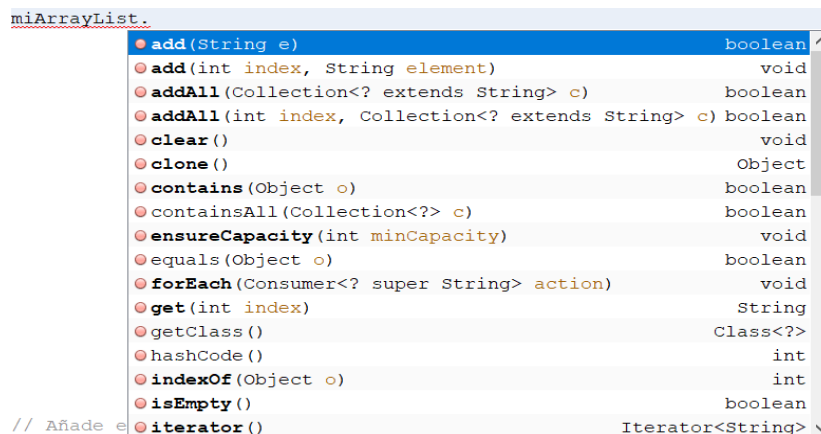 miArrayList.
add(String e) boolean
add(int index, String element) void
addAll(Collection<? extends String> c) boolean
addAll(int index, Collection<? extends String> c) boolean
clear() void
clone() Object
contains(Object o) boolean
containsAll(Collection<?> c) boolean
ensureCapacity(int minCapacity) void
equals(Object o) boolean
forEach(Consumer<? super String> action) void
get(int index) String
getClass() Class<?>
hashCode() int
indexOf(Object o) int
isEmpty() boolean
// Añade e iterator() Iterator<String>